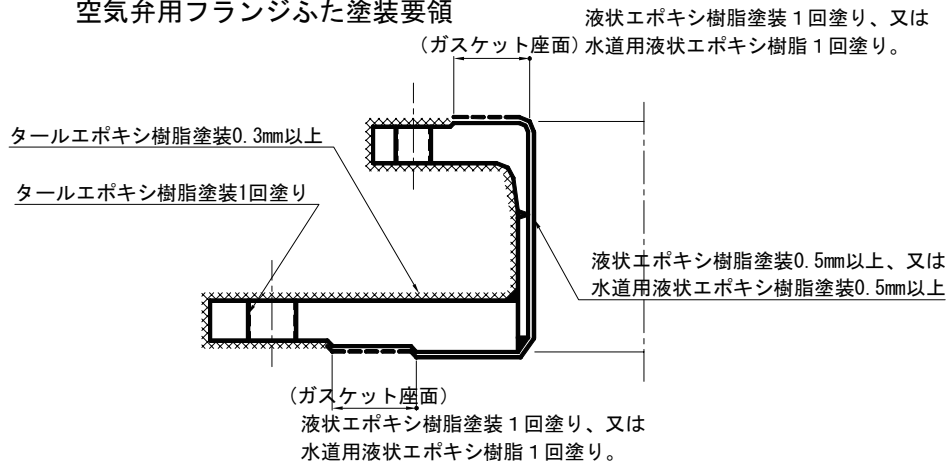 空気弁用フランジふた塗装要領
液状エポキシ樹脂塗装１回塗り、又は
（ガスケット座面）水道用液状エポキシ樹脂１回塗り。
タールエポキシ樹脂塗装0.3mm以上
タールエポキシ樹脂塗装1回塗り
液状エポキシ樹脂塗装0.5mm以上、又は
水道用液状エポキシ樹脂塗装0.5mm以上
（ガスケット座面）
液状エポキシ樹脂塗装１回塗り、又は
水道用液状エポキシ樹脂１回塗り。